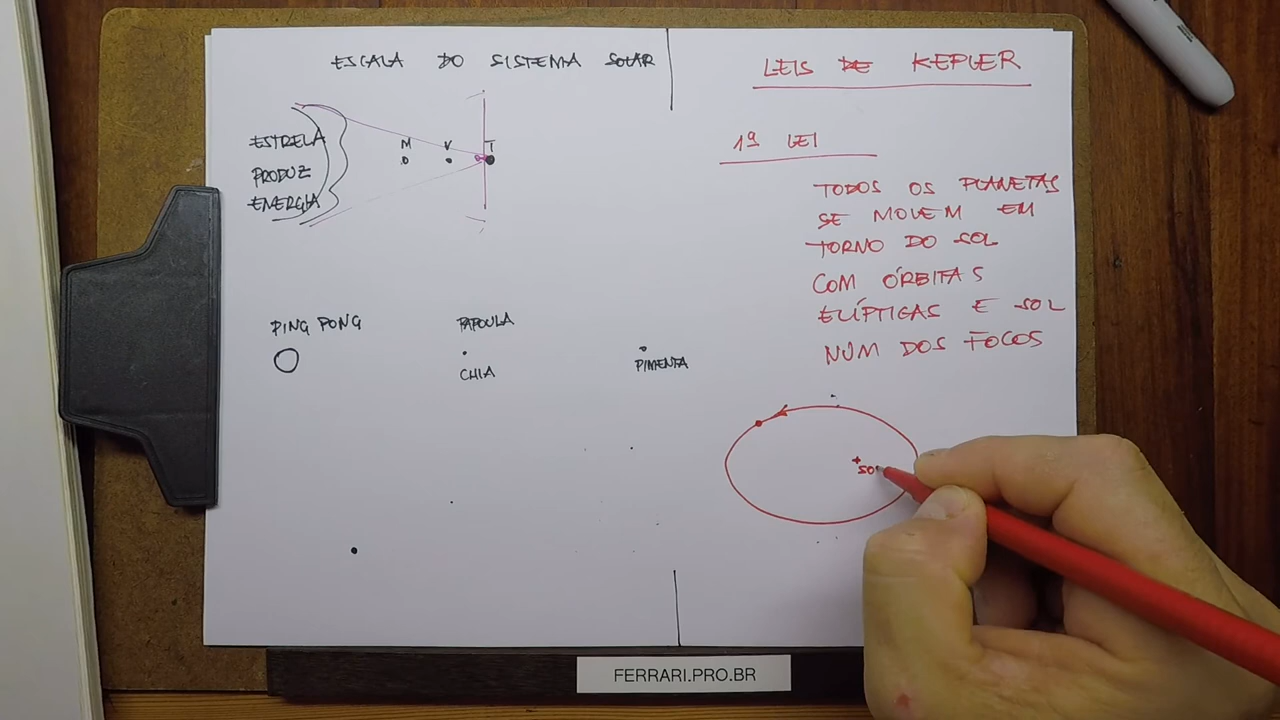 ESCALA DO SISTEMA SOLAR
ESTRELA
PRODUZ
ENERGIA
M V T
PING PONG
PAPOULA
CHIA
PIMENTA
LEIS DE KEPLER
1ª LEI
TODOS OS PLANETAS
SE MOVEM EM
TORNO DO SOL
COM ÓRBITAS
ELÍPTICAS E SOL
NUM DOS FOCOS
SO
FERRARI.PRO.BR